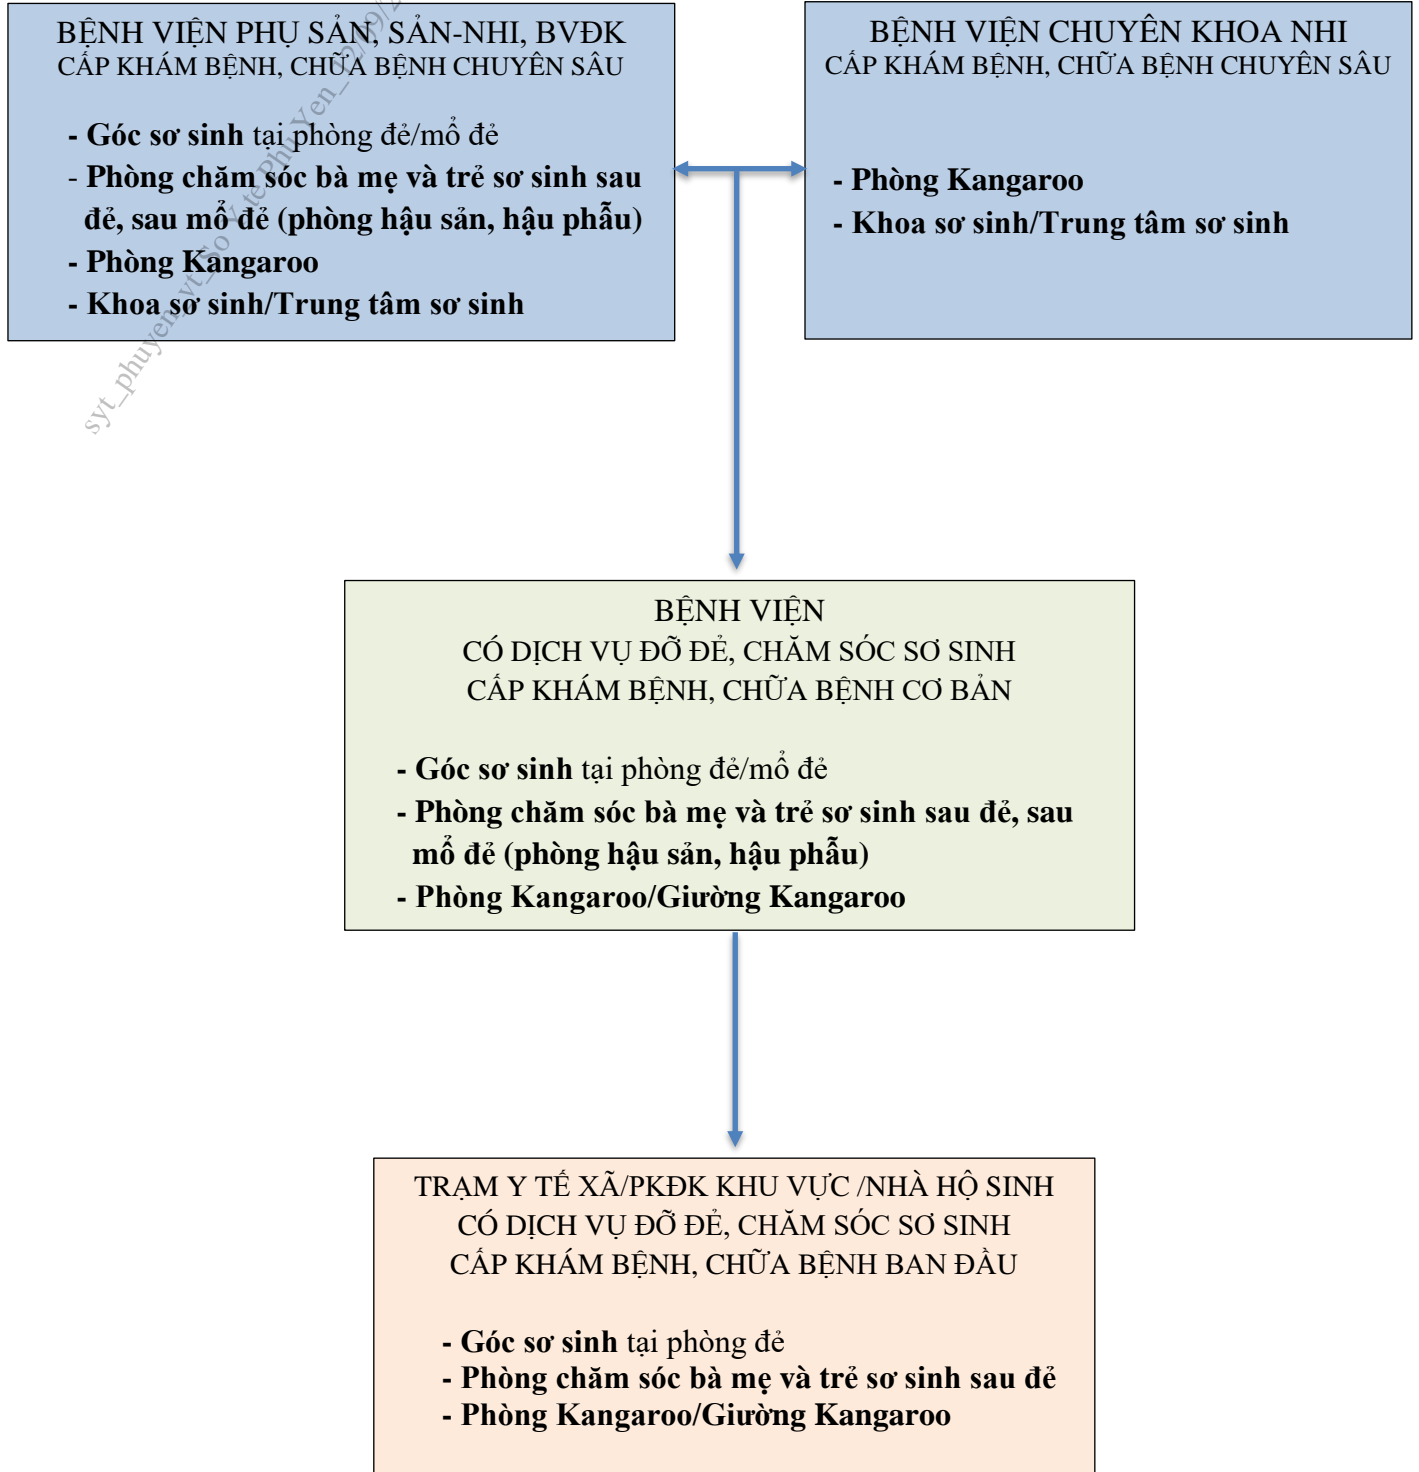 BỆNH VIỆN PHỤ SẢN, SẢN-NHI, BVĐK
CẤP KHÁM BỆNH, CHỮA BỆNH CHUYÊN SÂU
- Góc sơ sinh tại phòng đẻ/mổ đẻ
- Phòng chăm sóc bà mẹ và trẻ sơ sinh sau
đẻ, sau mổ đẻ (phòng hậu sản, hậu phẫu)
- Phòng Kangaroo
- Khoa sơ sinh/Trung tâm sơ sinh
BỆNH VIỆN CHUYÊN KHOA NHI
CẤP KHÁM BỆNH, CHỮA BỆNH CHUYÊN SÂU
- Phòng Kangaroo
- Khoa sơ sinh/Trung tâm sơ sinh
syt_phuyen_vt_So Y te Phu Yen_12/09/2
BỆNH VIỆN
CÓ DỊCH VỤ ĐỠ ĐẺ, CHĂM SÓC SƠ SINH
CẤP KHÁM BỆNH, CHỮA BỆNH CƠ BẢN
- Góc sơ sinh tại phòng đẻ/mổ đẻ
- Phòng chăm sóc bà mẹ và trẻ sơ sinh sau đẻ, sau
mổ đẻ (phòng hậu sản, hậu phẫu)
- Phòng Kangaroo/Giường Kangaroo
TRẠM Y TẾ XÃ/PKĐK KHU VỰC /NHÀ HỘ SINH
CÓ DỊCH VỤ ĐỠ ĐẺ, CHĂM SÓC SƠ SINH
CẤP KHÁM BỆNH, CHỮA BỆNH BAN ĐẦU
- Góc sơ sinh tại phòng đẻ
- Phòng chăm sóc bà mẹ và trẻ sơ sinh sau đẻ
- Phòng Kangaroo/Giường Kangaroo